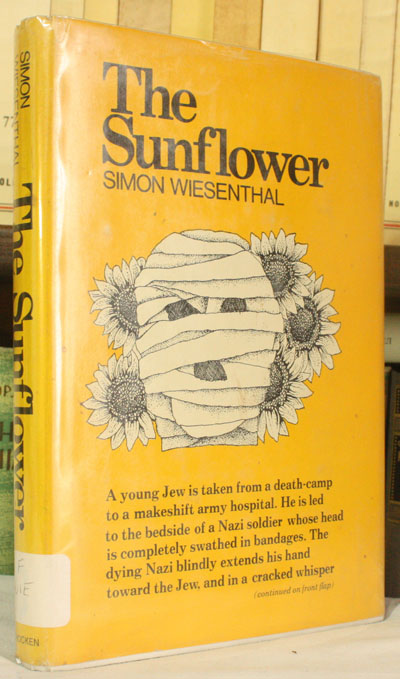 The
Sunflower
SIMON WIESENTHAL
A young Jew is taken from a death-camp
to a makeshift army hospital. He is led
to the bedside of a Nazi soldier whose head
is completely swathed in bandages. The
dying Nazi blindly extends his hand
toward the Jew, and in a cracked whisper
(continued on front flap)
SIMON
WIESENTHAL
The Sunflower
F